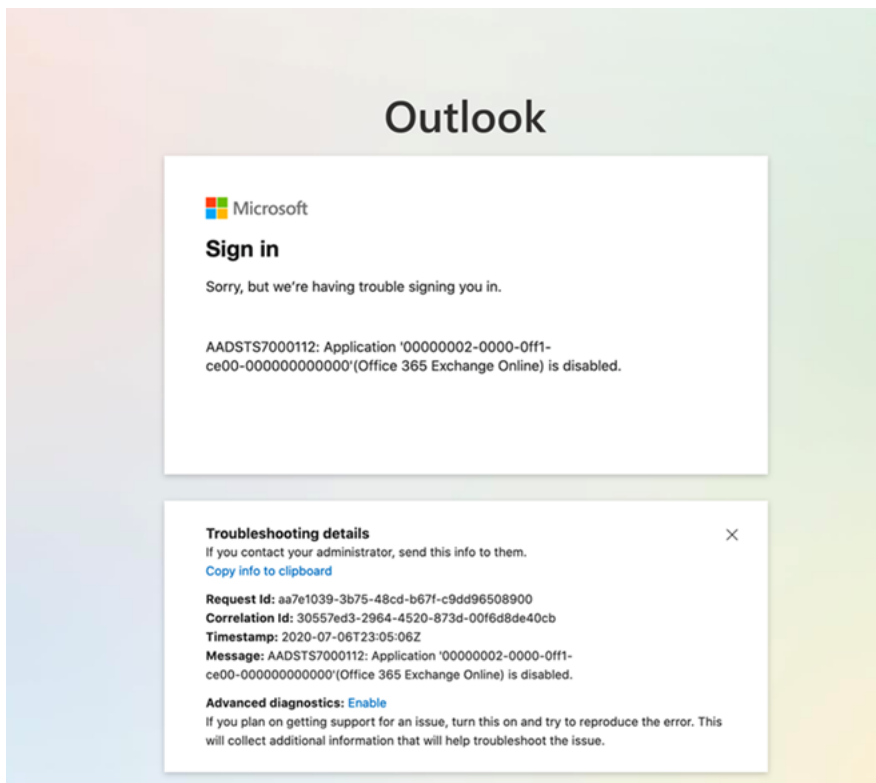 Outlook
Microsoft
Sign in
Sorry, but we're having trouble signing you in.
AADSTS7000112: Application '00000002-0000-0ff1-
ce00-000000000000'(Office 365 Exchange Online) is disabled.
Troubleshooting details
If you contact your administrator, send this info to them.
Copy info to clipboard
Request Id: aa7e1039-3b75-48cd-b67f-c9dd96508900
Correlation Id: 30557ed3-2964-4520-873d-00f6d8de40cb
Timestamp: 2020-07-06T23:05:06Z
Message: AADSTS7000112: Application '00000002-0000-0ff1-
ce00-000000000000'(Office 365 Exchange Online) is disabled.
Advanced diagnostics: Enable
If you plan on getting support for an issue, turn this on and try to reproduce the error. This
will collect additional information that will help troubleshoot the issue.